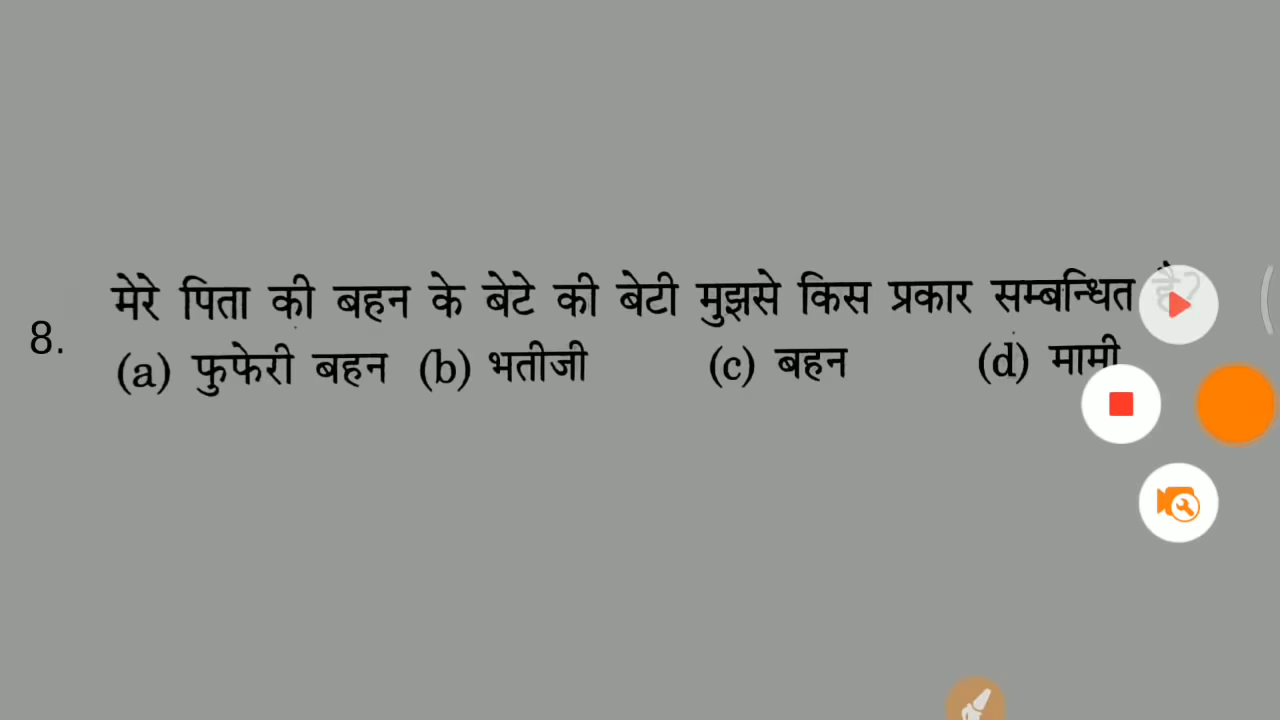 8.
मेरे पिता की बहन के बेटे की बेटी मुझसे किस प्रकार सम्बन्धित है?
(a) फुफेरी बहन (b) भतीजी (c) बहन (d) मामी